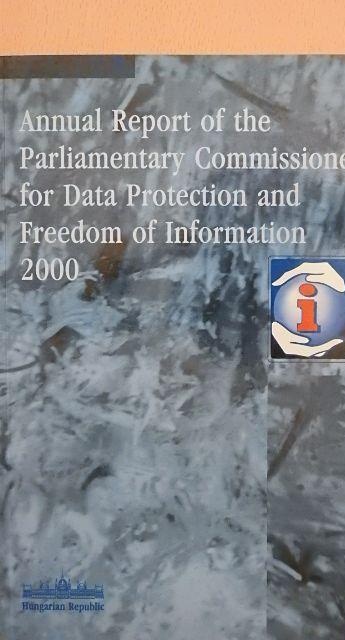 Annual Report of the
Parliamentary Commissione
for Data Protection and
Freedom of Information
2000
i
Hungarian Republic